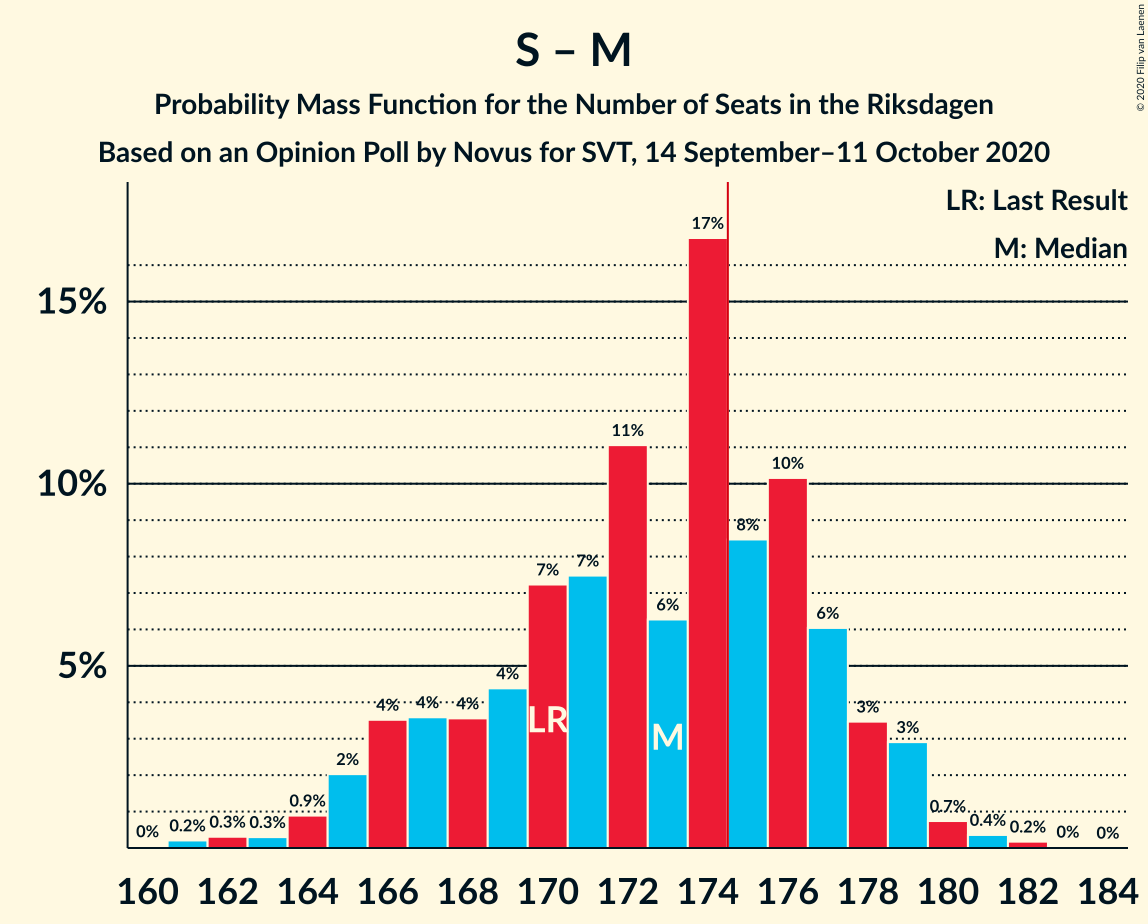 S – M
Probability Mass Function for the Number of Seats in the Riksdagen
Based on an Opinion Poll by Novus for SVT, 14 September–11 October 2020
© 2020 Filip van Laenen
LR: Last Result
M: Median
15%
10%
5%
0% 0.2% 0.3% 0.3% 0.9% 2% 4% 4% 4% 4% 7% 7% 11% 6% 17% 8% 10% 6% 3% 3% 0.7% 0.4% 0.2% 0% 0%
LR M
160 162 164 166 168 170 172 174 176 178 180 182 184